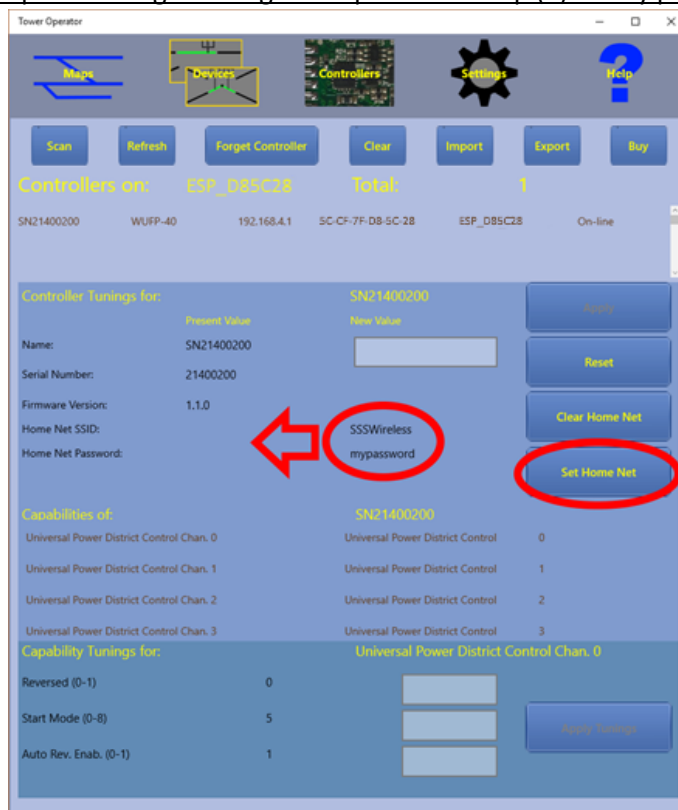 Tower Operator
Maps Devices Controllers Settings Help
Scan Refresh Forget Controller Clear Import Export Buy
Controllers on: ESP_D85C28 Total: 1
SN21400200 WUFP-40 192.168.4.1 5C-CF-7F-D8-5C-28 ESP_D85C28 On-line
Controller Tunings for: SN21400200
Present Value New Value Apply
Name: SN21400200
Reset
Serial Number: 21400200
Firmware Version: 1.1.0
Clear Home Net
Home Net SSID: SSSWireless
Home Net Password: mypassword
Set Home Net
Capabilities of: SN21400200
Universal Power District Control Chan. 0 Universal Power District Control 0
Universal Power District Control Chan. 1 Universal Power District Control 1
Universal Power District Control Chan. 2 Universal Power District Control 2
Universal Power District Control Chan. 3 Universal Power District Control 3
Capability Tunings for: Universal Power District Control Chan. 0
Reversed (0-1) 0
Start Mode (0-8) 5
Apply Tunings
Auto Rev. Enab. (0-1) 1